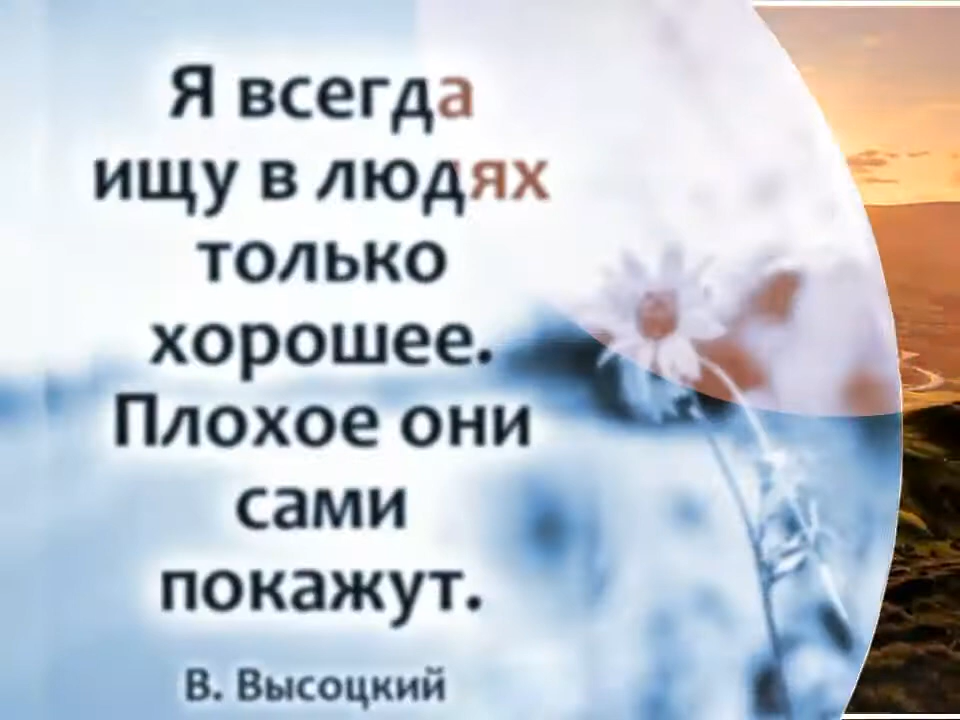 Я всегда
ищу в людях
только
хорошее.
Плохое они
сами
покажут.
В. Высоцкий